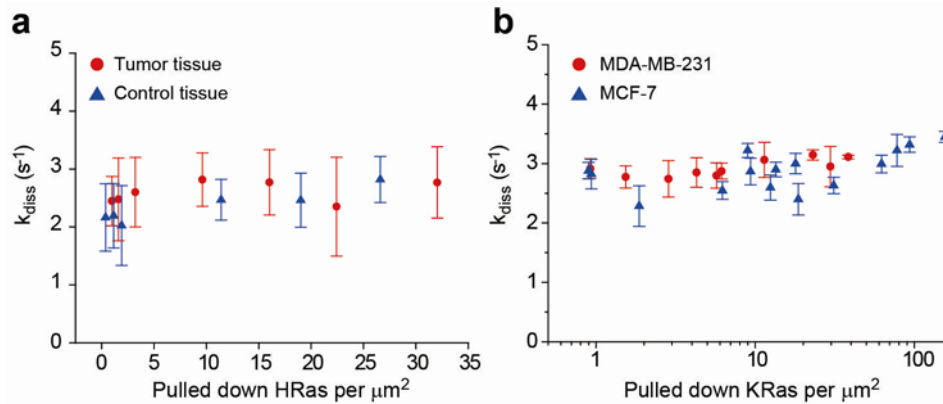 a
5
4
3
2
1
0
k_diss (s⁻¹)
Tumor tissue
Control tissue
0 5 10 15 20 25 30 35
Pulled down HRas per μm²
b
5
4
3
2
1
0
k_diss (s⁻¹)
MDA-MB-231
MCF-7
1 10 100
Pulled down KRas per μm²